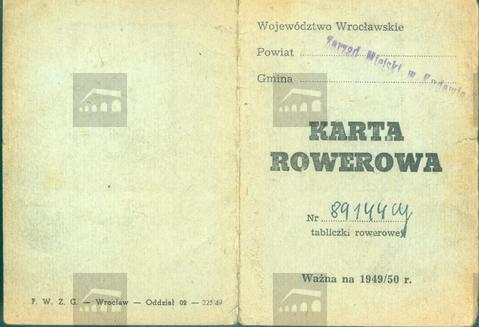 P. W. Z. G. — Wrocław — Oddział 02 — 225/49
Województwo Wrocławskie
Powiat
Zarząd Miejski w
Gmina
KARTA
ROWEROWA
Nr 89144
tabliczki rowerowej
Ważna na 1949/50 r.